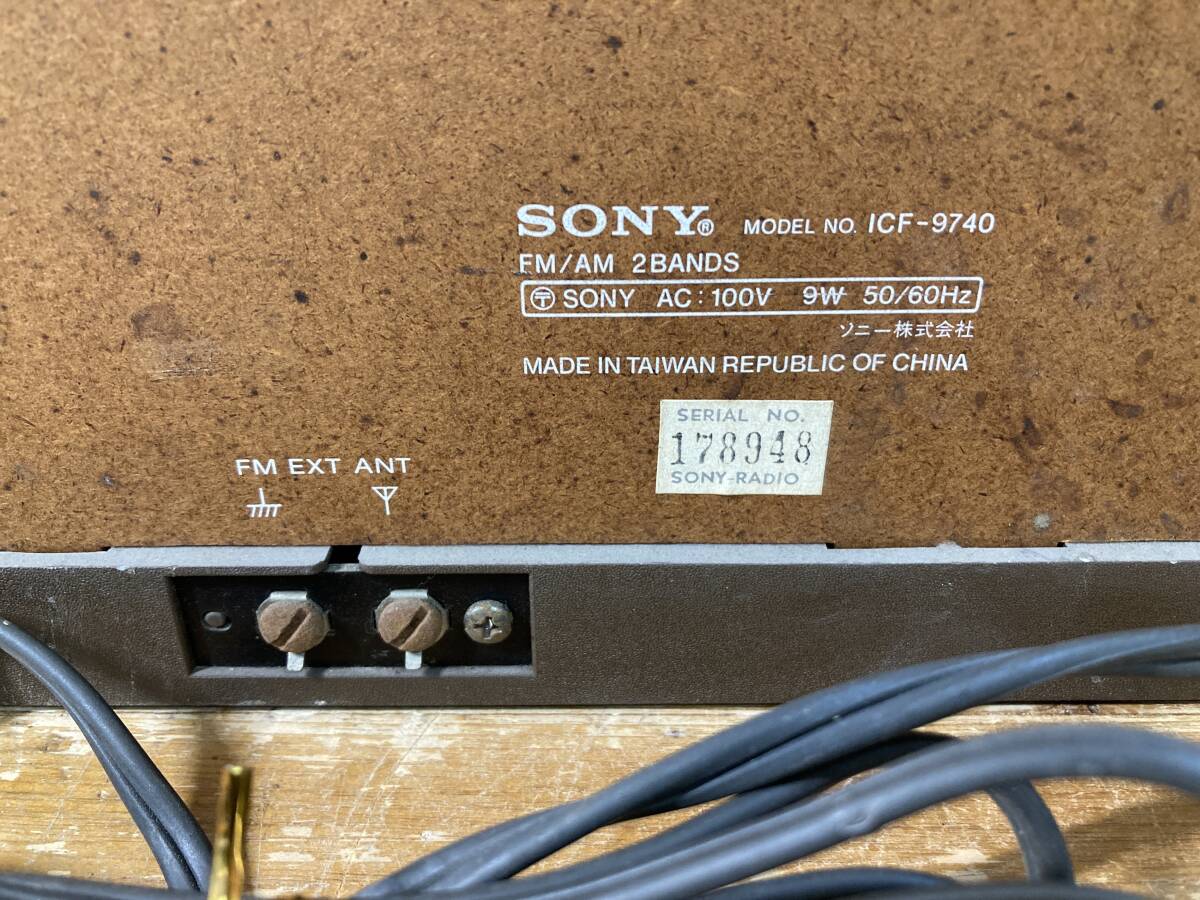 SONY® MODEL NO. ICF-9740
FM/AM 2BANDS
〒 SONY AC:100V 9W 50/60Hz
ソニー株式会社
MADE IN TAIWAN REPUBLIC OF CHINA
SERIAL NO.
178948
SONY-RADIO
FM EXT ANT